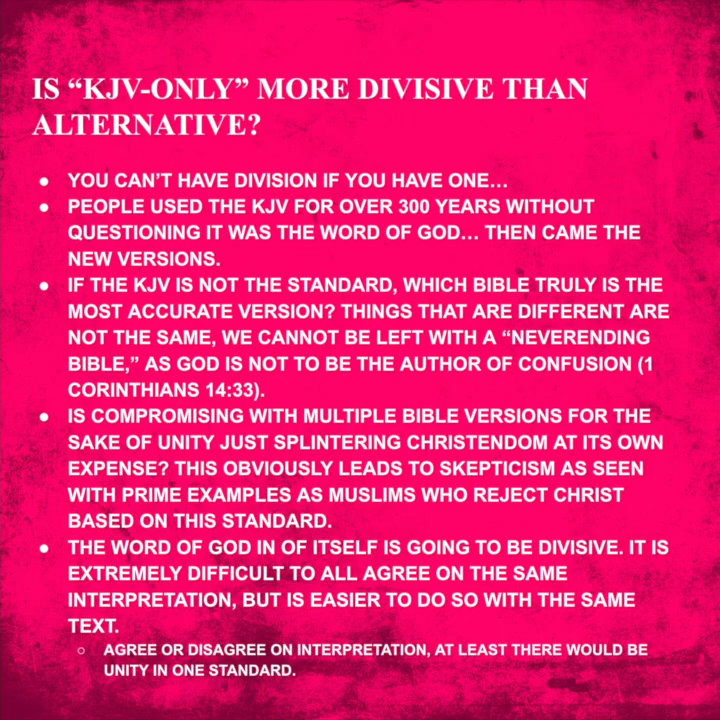 IS “KJV-ONLY” MORE DIVISIVE THAN
ALTERNATIVE?
● YOU CAN’T HAVE DIVISION IF YOU HAVE ONE…
● PEOPLE USED THE KJV FOR OVER 300 YEARS WITHOUT
QUESTIONING IT WAS THE WORD OF GOD… THEN CAME THE
NEW VERSIONS.
● IF THE KJV IS NOT THE STANDARD, WHICH BIBLE TRULY IS THE
MOST ACCURATE VERSION? THINGS THAT ARE DIFFERENT ARE
NOT THE SAME, WE CANNOT BE LEFT WITH A “NEVERENDING
BIBLE,” AS GOD IS NOT TO BE THE AUTHOR OF CONFUSION (1
CORINTHIANS 14:33).
● IS COMPROMISING WITH MULTIPLE BIBLE VERSIONS FOR THE
SAKE OF UNITY JUST SPLINTERING CHRISTENDOM AT ITS OWN
EXPENSE? THIS OBVIOUSLY LEADS TO SKEPTICISM AS SEEN
WITH PRIME EXAMPLES AS MUSLIMS WHO REJECT CHRIST
BASED ON THIS STANDARD.
● THE WORD OF GOD IN OF ITSELF IS GOING TO BE DIVISIVE. IT IS
EXTREMELY DIFFICULT TO ALL AGREE ON THE SAME
INTERPRETATION, BUT IS EASIER TO DO SO WITH THE SAME
TEXT.
○ AGREE OR DISAGREE ON INTERPRETATION, AT LEAST THERE WOULD BE
UNITY IN ONE STANDARD.